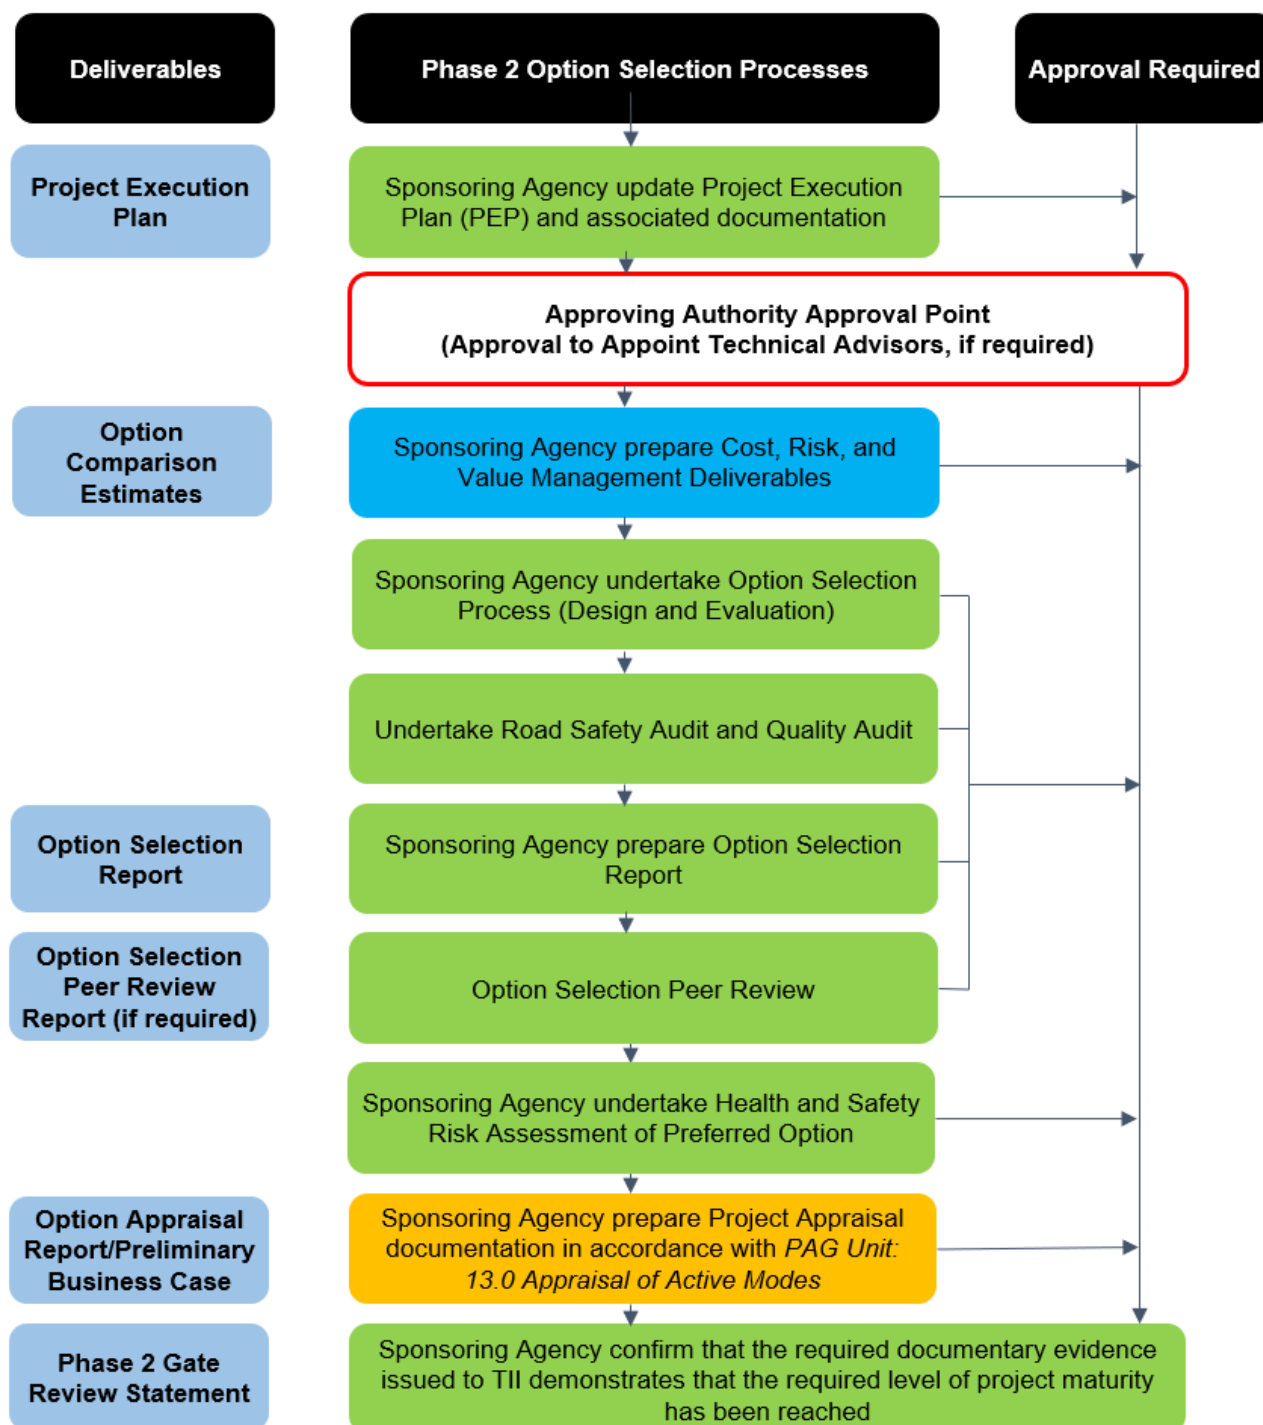 Deliverables
Phase 2 Option Selection Processes
Approval Required
Project Execution
Plan
Sponsoring Agency update Project Execution
Plan (PEP) and associated documentation
Approving Authority Approval Point
(Approval to Appoint Technical Advisors, if required)
Option
Comparison
Estimates
Sponsoring Agency prepare Cost, Risk, and
Value Management Deliverables
Sponsoring Agency undertake Option Selection
Process (Design and Evaluation)
Undertake Road Safety Audit and Quality Audit
Option Selection
Report
Sponsoring Agency prepare Option Selection
Report
Option Selection
Peer Review
Report (if required)
Option Selection Peer Review
Sponsoring Agency undertake Health and Safety
Risk Assessment of Preferred Option
Option Appraisal
Report/Preliminary
Business Case
Sponsoring Agency prepare Project Appraisal
documentation in accordance with PAG Unit:
13.0 Appraisal of Active Modes
Phase 2 Gate
Review Statement
Sponsoring Agency confirm that the required documentary evidence
issued to TII demonstrates that the required level of project maturity
has been reached